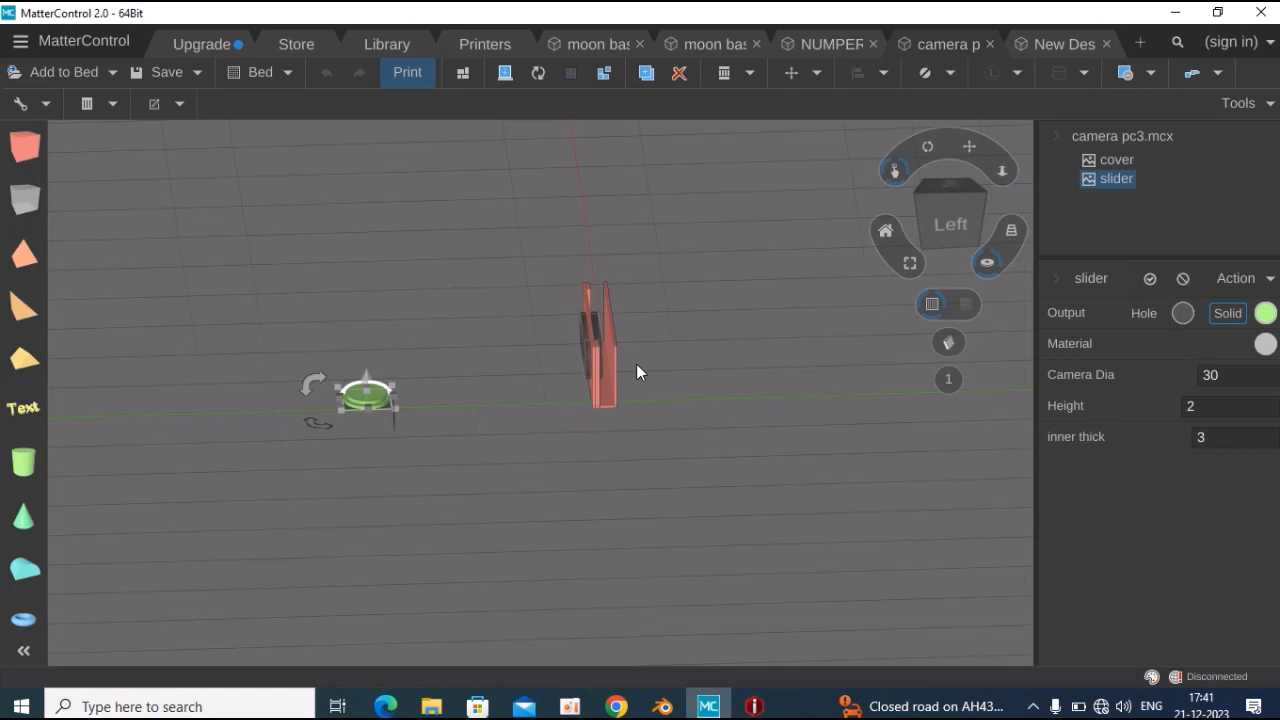 MC MatterControl 2.0 - 64Bit
MatterControl Upgrade Store Library Printers moon bas moon bas NUMPER camera p New Des (sign in)
Add to Bed Save Bed Print
Tools
camera pc3.mcx
cover
slider
Left
slider Action
Output Hole Solid
Material
Camera Dia 30
1
Height 2
Text
inner thick 3
Disconnected
Type here to search MC Closed road on AH43... ENG 17:41
21-12-2023